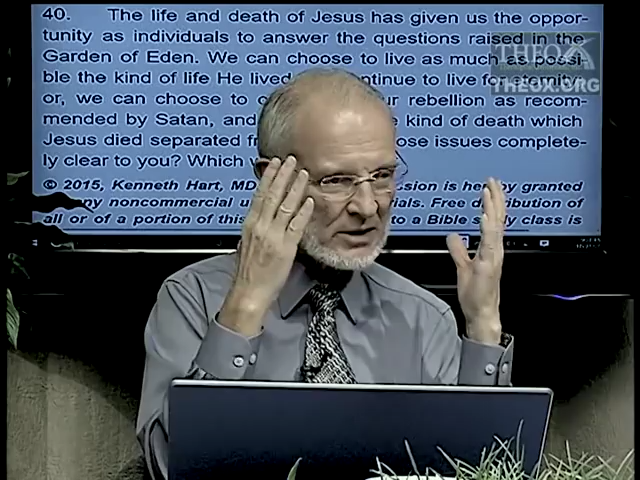 40. The life and death of Jesus has given us the oppor-
tunity as individuals to answer the questions raised in the
Garden of Eden. We can choose to live as much as possi-
ble the kind of life He lived ntinue to live for eternity
or, we can choose to ur rebellion as recom-
mended by Satan, and kind of death which
Jesus died separated ose issues complete-
ly clear to you? Which
© 2015, Kenneth Hart, MD ission is hereby granted
ny noncommercial ials. Free distribution of
all or of a portion of this to a Bible study class is
THEOX
THEOX.ORG